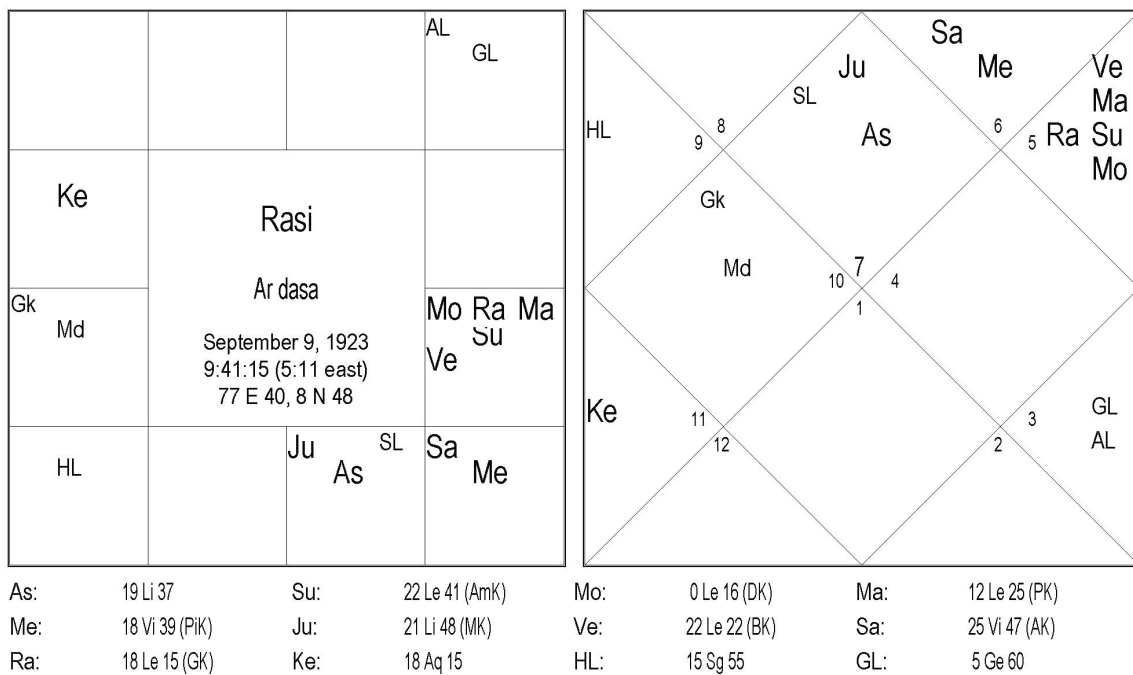 AL
GL
Ke
Rasi
Ar dasa
September 9, 1923
9:41:15 (5:11 east)
77 E 40, 8 N 48
Gk
Md
Mo Ra Ma
Su
Ve
HL
Ju
As
SL
Sa
Me
Sa
Ju
Me
Ve
SL
Ma
HL
8
As
6
9
5
Ra
Su
Mo
Gk
Md
7
10
4
1
Ke
11
3
GL
12
2
AL
As: 19 Li 37 Su: 22 Le 41 (AmK) Mo: 0 Le 16 (DK) Ma: 12 Le 25 (PK)
Me: 18 Vi 39 (PiK) Ju: 21 Li 48 (MK) Ve: 22 Le 22 (BK) Sa: 25 Vi 47 (AK)
Ra: 18 Le 15 (GK) Ke: 18 Aq 15 HL: 15 Sg 55 GL: 5 Ge 60